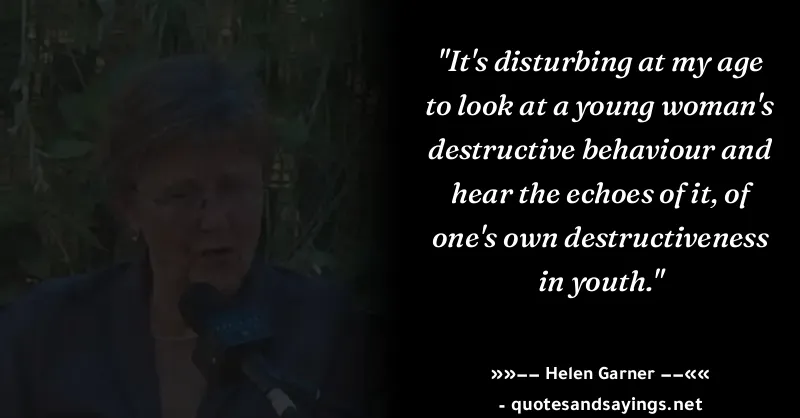 "It's disturbing at my age
to look at a young woman's
destructive behaviour and
hear the echoes of it, of
one's own destructiveness
in youth."
»»−− Helen Garner −−««
- quotesandsayings.net